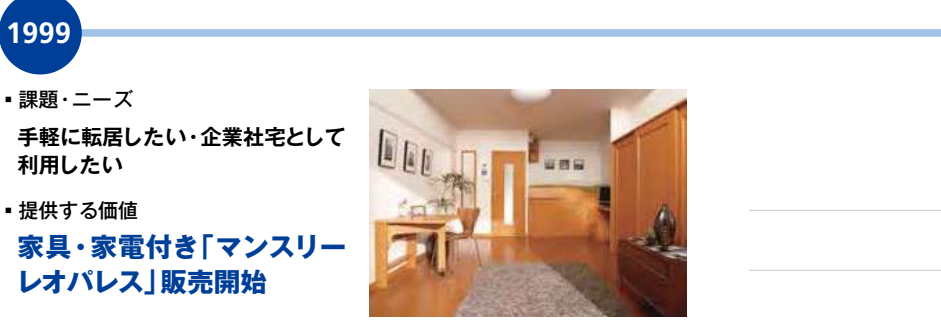 1999
▪課題・ニーズ
手軽に転居したい・企業社宅として
利用したい
▪提供する価値
家具・家電付き「マンスリー
レオパレス」販売開始